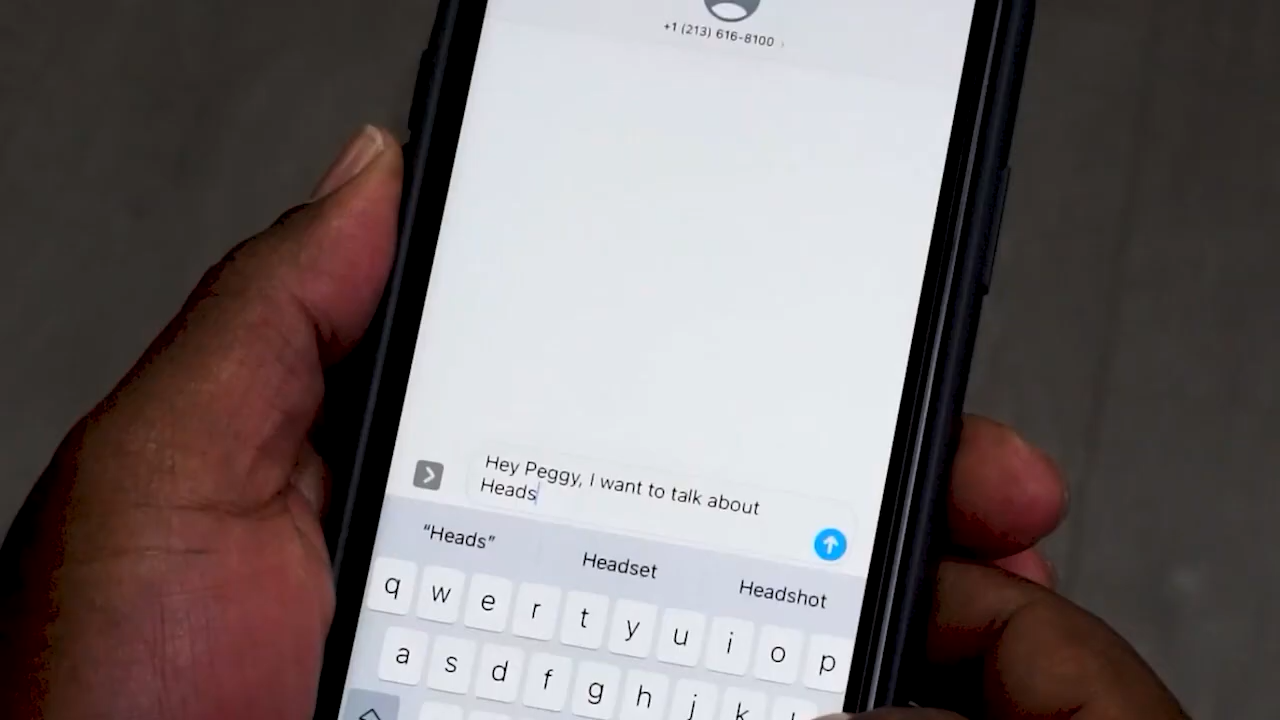 +1 (213) 616-8100 ›
Hey Peggy, I want to talk about
Heads
“Heads” Headset Headshot
q w e r t y u i o p
a s d f g h j k